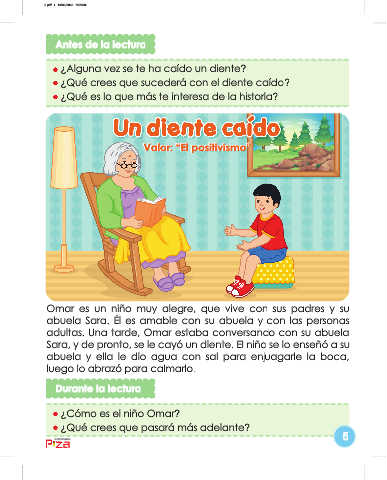 Antes de la lectura
• ¿Alguna vez se te ha caído un diente?
• ¿Qué crees que sucederá con el diente caído?
• ¿Qué es lo que más te interesa de la historia?
Un diente caído
Valor: "El positivismo"
Omar es un niño muy alegre, que vive con sus padres y su
abuela Sara. Él es amable con su abuela y con las personas
adultas. Una tarde, Omar estaba conversando con su abuela
Sara, y de pronto, se le cayó un diente. El niño se lo enseñó a su
abuela y ella le dio agua con sal para enjuagarle la boca,
luego lo abrazó para calmarlo.
Durante la lectura
• ¿Cómo es el niño Omar?
• ¿Qué crees que pasará más adelante?
5